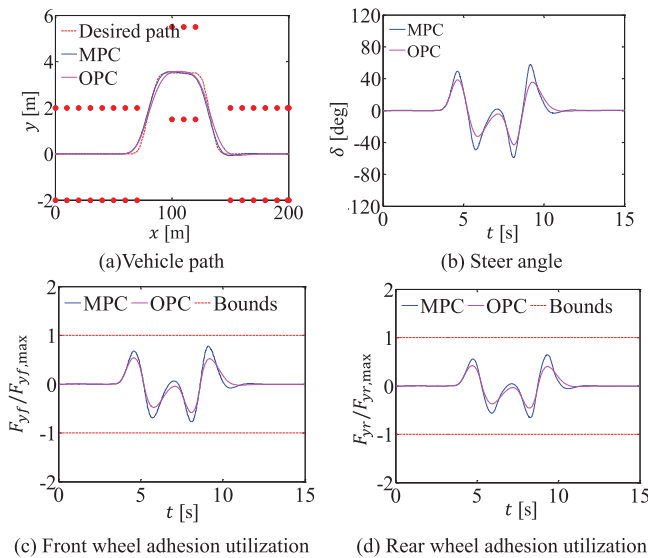 6
4
2
0
-2
0
100
200
y [m]
x [m]
Desired path
MPC
OPC
(a)Vehicle path
120
80
40
0
-40
-80
-120
0
5
10
15
δ [deg]
t [s]
MPC
OPC
(b) Steer angle
2
1
0
-1
-2
0
5
10
15
F_yf/F_yf,max
t [s]
MPC OPC Bounds
(c) Front wheel adhesion utilization
2
1
0
-1
-2
0
5
10
15
F_yr/F_yr,max
t [s]
MPC OPC Bounds
(d) Rear wheel adhesion utilization